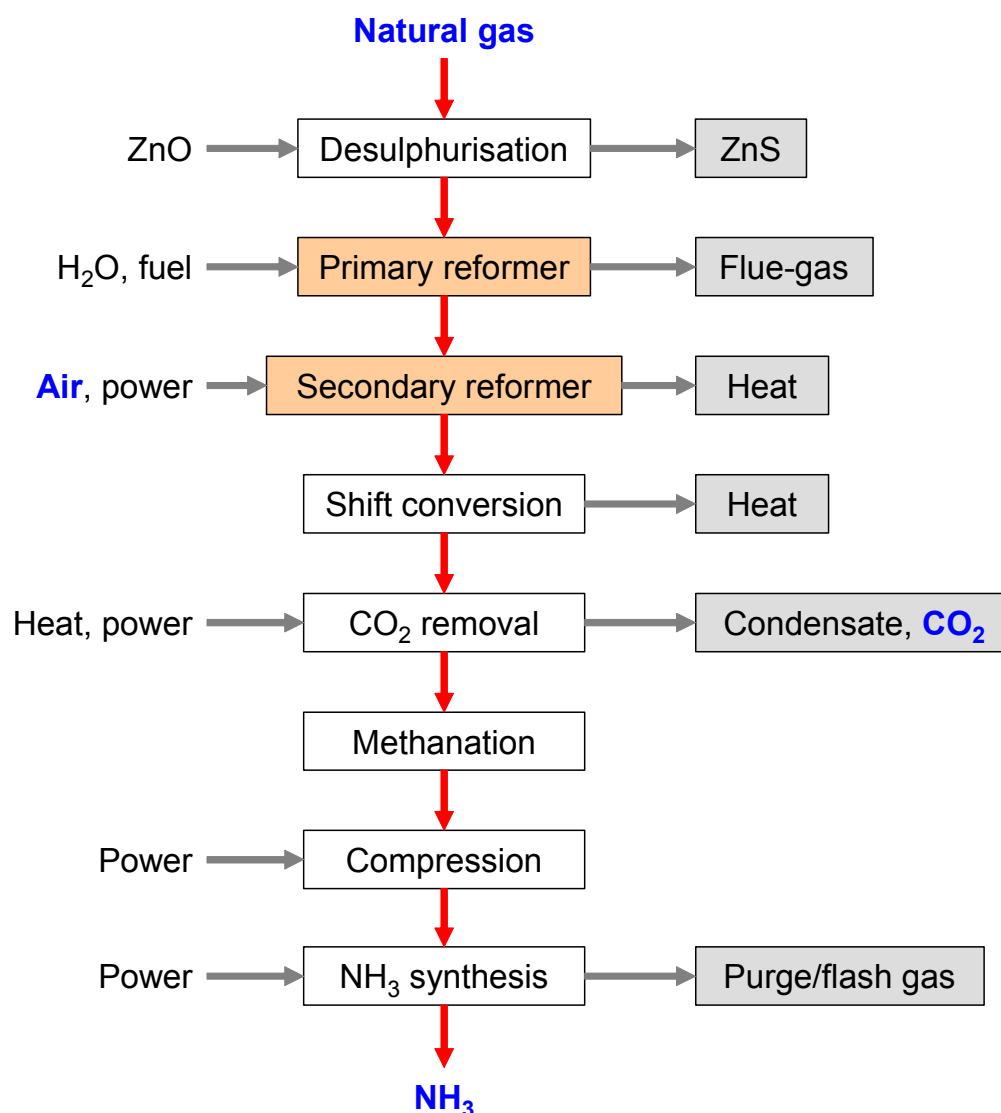 Natural gas
ZnO Desulphurisation ZnS
H₂O, fuel Primary reformer Flue-gas
Air, power Secondary reformer Heat
Shift conversion Heat
Heat, power CO₂ removal Condensate, CO₂
Methanation
Power Compression
Power NH₃ synthesis Purge/flash gas
NH₃